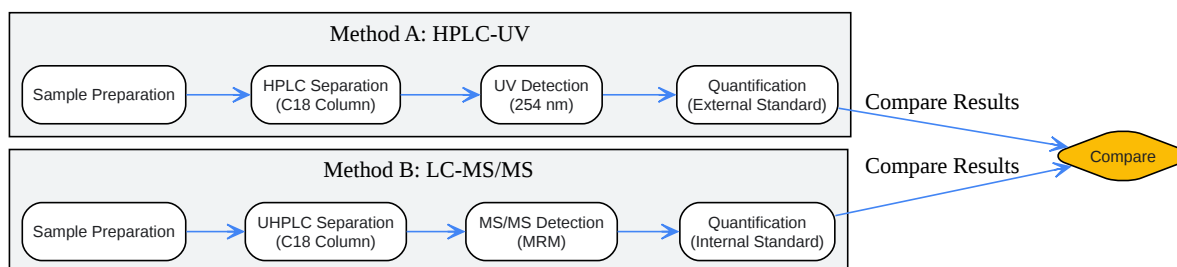 Method A: HPLC-UV
Sample Preparation
HPLC Separation
(C18 Column)
UV Detection
(254 nm)
Quantification
(External Standard)
Compare Results
Compare
Method B: LC-MS/MS
Compare Results
Sample Preparation
UHPLC Separation
(C18 Column)
MS/MS Detection
(MRM)
Quantification
(Internal Standard)